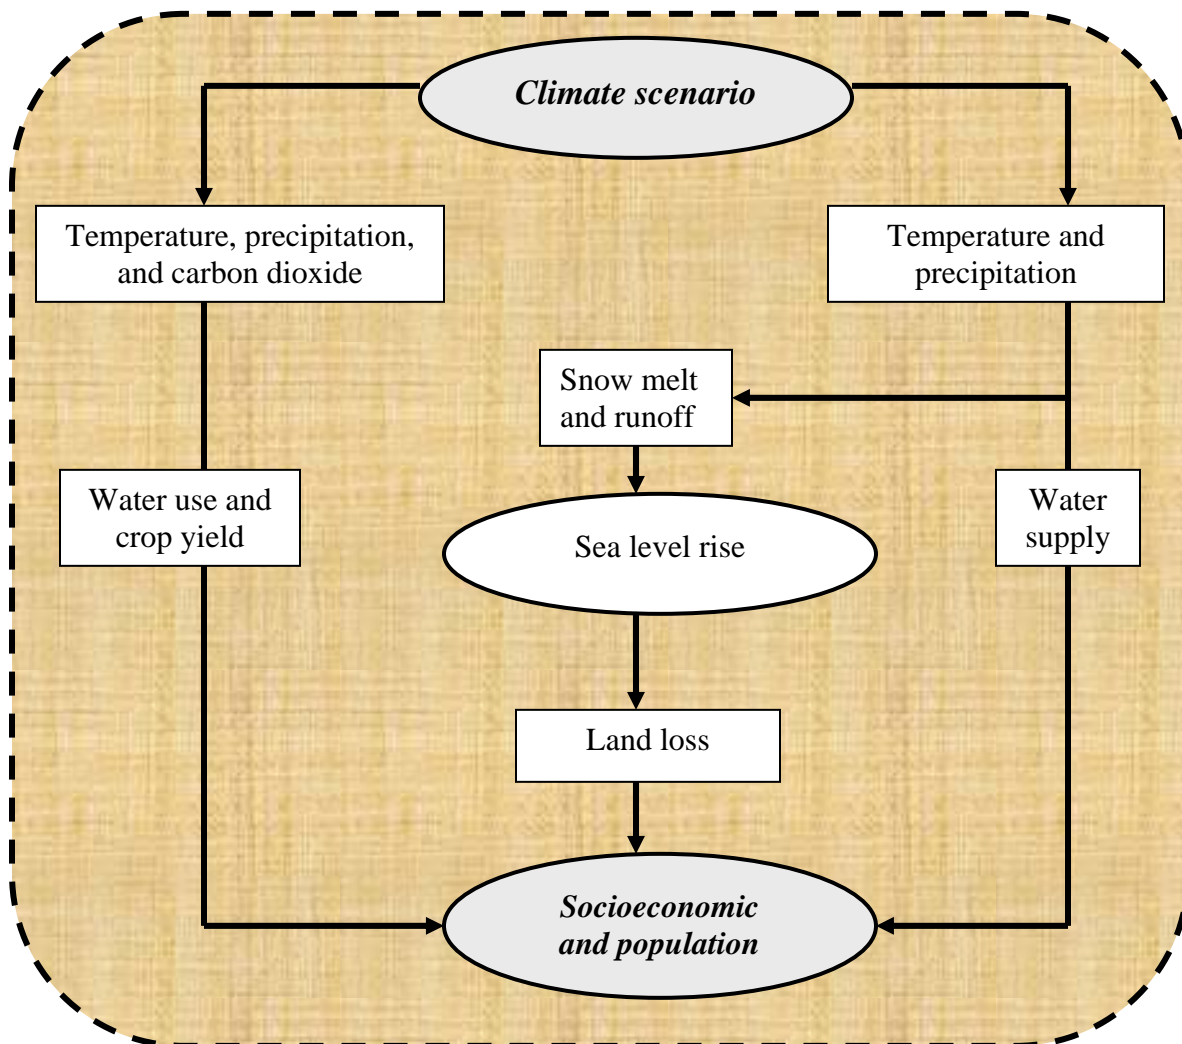 Climate scenario
Temperature, precipitation,
and carbon dioxide
Temperature and
precipitation
Snow melt
and runoff
Water use and
crop yield
Sea level rise
Water
supply
Land loss
Socioeconomic
and population